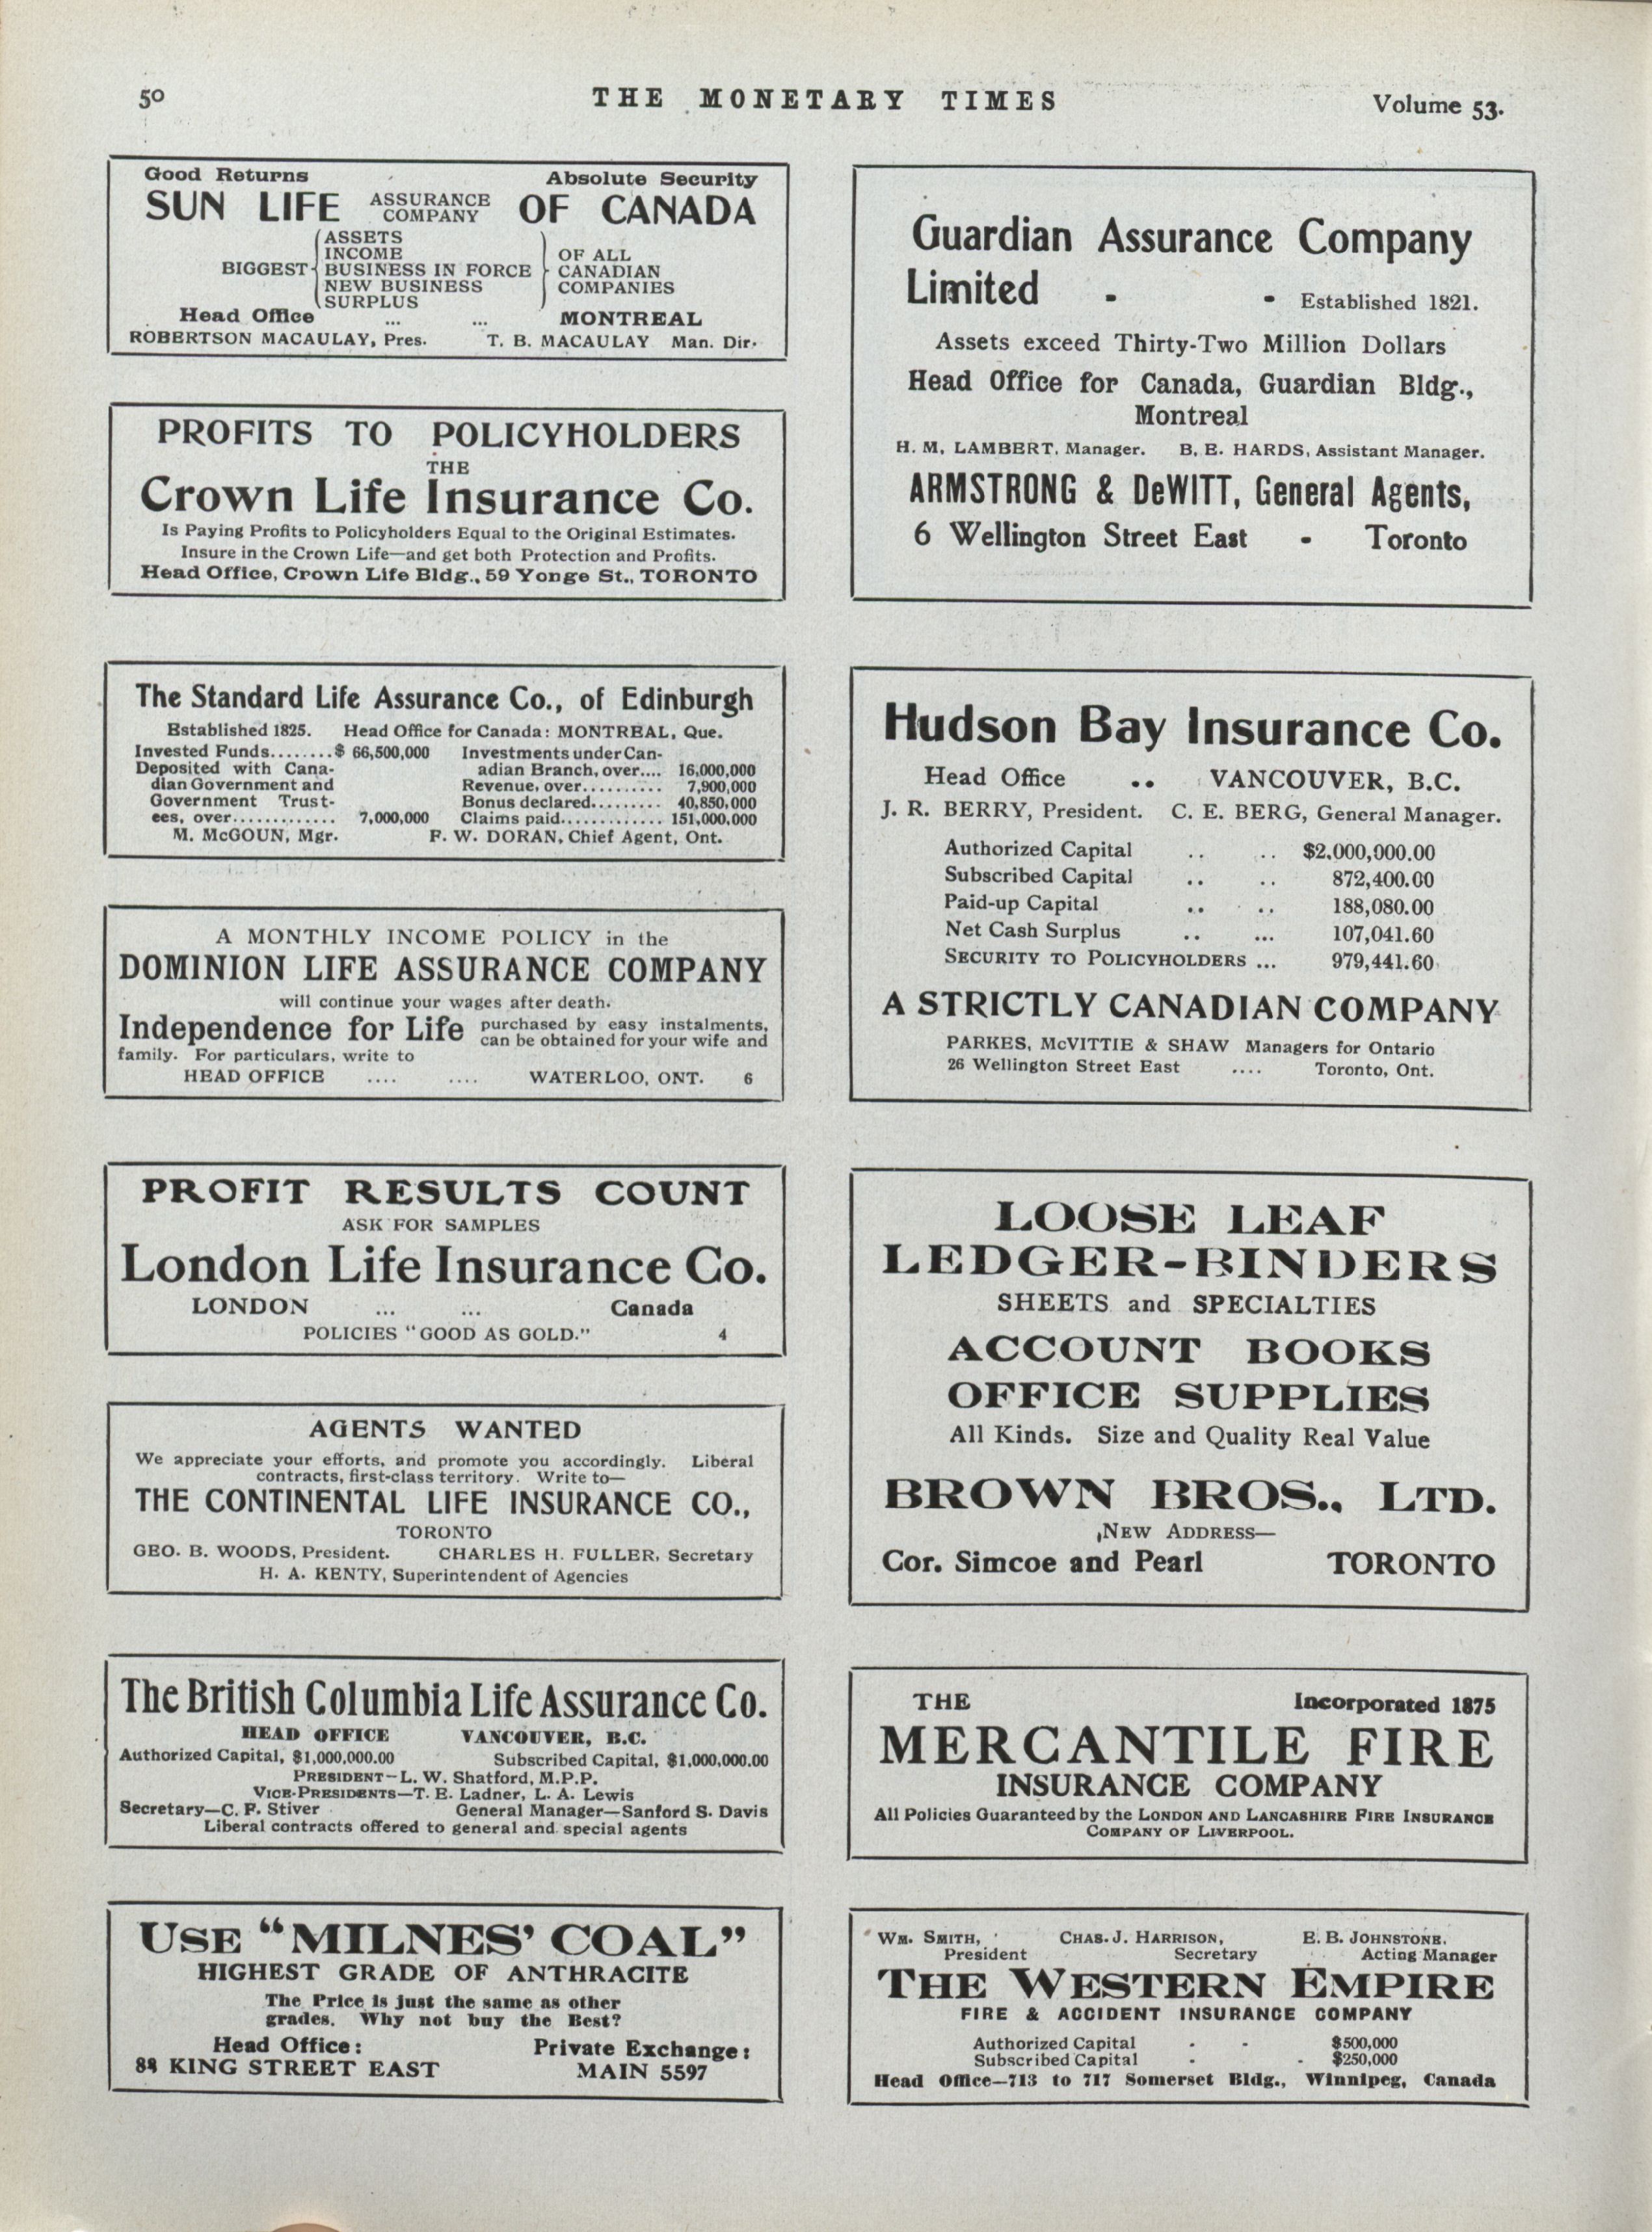 50
THE MONETARY TIMES
Volume 53.
Good Returns Absolute Security
SUN LIFE ASSURANCE COMPANY OF CANADA
BIGGEST
ASSETS
INCOME
BUSINESS IN FORCE
NEW BUSINESS
SURPLUS
OF ALL
CANADIAN
COMPANIES
Head Office ... ... MONTREAL
ROBERTSON MACAULAY, Pres. T. B. MACAULAY Man. Dir.
PROFITS TO POLICYHOLDERS
THE
Crown Life Insurance Co.
Is Paying Profits to Policyholders Equal to the Original Estimates.
Insure in the Crown Life—and get both Protection and Profits.
Head Office, Crown Life Bldg., 59 Yonge St., TORONTO
The Standard Life Assurance Co., of Edinburgh
Established 1825. Head Office for Canada: MONTREAL, Que.
Invested Funds........$ 66,500,000
Deposited with Cana-
dian Government and
Government Trust-
ees, over............. 7,000,000
Investments under Can-
adian Branch, over.... 16,000,000
Revenue, over.......... 7,900,000
Bonus declared......... 40,850,000
Claims paid............. 151,000,000
M. McGOUN, Mgr. F. W. DORAN, Chief Agent, Ont.
A MONTHLY INCOME POLICY in the
DOMINION LIFE ASSURANCE COMPANY
will continue your wages after death.
Independence for Life purchased by easy instalments,
can be obtained for your wife and
family. For particulars, write to
HEAD OFFICE .... .... WATERLOO, ONT. 6
PROFIT RESULTS COUNT
ASK FOR SAMPLES
London Life Insurance Co.
LONDON ... ... Canada
POLICIES "GOOD AS GOLD." 4
AGENTS WANTED
We appreciate your efforts, and promote you accordingly. Liberal
contracts, first-class territory. Write to—
THE CONTINENTAL LIFE INSURANCE CO.,
TORONTO
GEO. B. WOODS, President. CHARLES H. FULLER, Secretary
H. A. KENTY, Superintendent of Agencies
The British Columbia Life Assurance Co.
HEAD OFFICE VANCOUVER, B.C.
Authorized Capital, $1,000,000.00 Subscribed Capital, $1,000,000.00
PRESIDENT—L. W. Shatford, M.P.P.
VICE-PRESIDENTS—T. E. Ladner, L. A. Lewis
Secretary—C. F. Stiver General Manager—Sanford S. Davis
Liberal contracts offered to general and special agents
USE "MILNES' COAL"
HIGHEST GRADE OF ANTHRACITE
The Price is just the same as other
grades. Why not buy the Best?
Head Office: Private Exchange:
88 KING STREET EAST MAIN 5597
Guardian Assurance Company
Limited - - Established 1821.
Assets exceed Thirty-Two Million Dollars
Head Office for Canada, Guardian Bldg.,
Montreal
H. M. LAMBERT, Manager. B. E. HARDS, Assistant Manager.
ARMSTRONG & DeWITT, General Agents,
6 Wellington Street East - Toronto
Hudson Bay Insurance Co.
Head Office .. VANCOUVER, B.C.
J. R. BERRY, President. C. E. BERG, General Manager.
Authorized Capital .. .. $2,000,000.00
Subscribed Capital .. .. 872,400.00
Paid-up Capital .. .. 188,080.00
Net Cash Surplus .. ... 107,041.60
SECURITY TO POLICYHOLDERS ... 979,441.60
A STRICTLY CANADIAN COMPANY
PARKES, McVITTIE & SHAW Managers for Ontario
26 Wellington Street East .... Toronto, Ont.
LOOSE LEAF
LEDGER-BINDERS
SHEETS and SPECIALTIES
ACCOUNT BOOKS
OFFICE SUPPLIES
All Kinds. Size and Quality Real Value
BROWN BROS., LTD.
NEW ADDRESS—
Cor. Simcoe and Pearl TORONTO
THE Incorporated 1875
MERCANTILE FIRE
INSURANCE COMPANY
All Policies Guaranteed by the LONDON AND LANCASHIRE FIRE INSURANCE
COMPANY OF LIVERPOOL.
WM. SMITH, CHAS. J. HARRISON, E. B. JOHNSTONE,
President Secretary Acting Manager
THE WESTERN EMPIRE
FIRE & ACCIDENT INSURANCE COMPANY
Authorized Capital - - $500,000
Subscribed Capital - - $250,000
Head Office—713 to 717 Somerset Bldg., Winnipeg, Canada